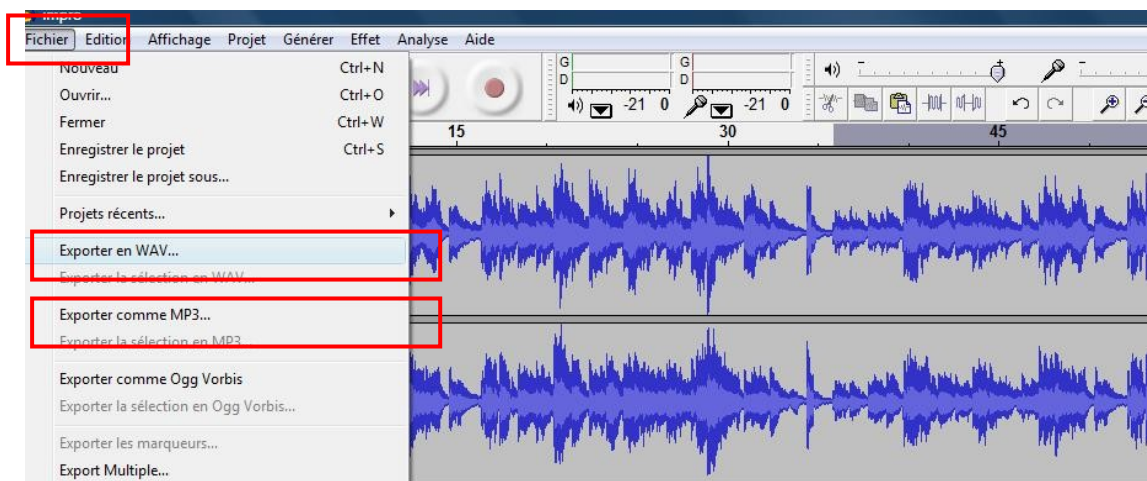 impro
Fichier Edition Affichage Projet Générer Effet Analyse Aide
Nouveau Ctrl+N
Ouvrir... Ctrl+O
Fermer Ctrl+W
Enregistrer le projet Ctrl+S
Enregistrer le projet sous...
Projets récents...
Exporter en WAV...
Exporter la sélection en WAV...
Exporter comme MP3...
Exporter la sélection en MP3...
Exporter comme Ogg Vorbis
Exporter la sélection en Ogg Vorbis...
Exporter les marqueurs...
Export Multiple...
G G
D D
-21 0 -21 0
15 30 45